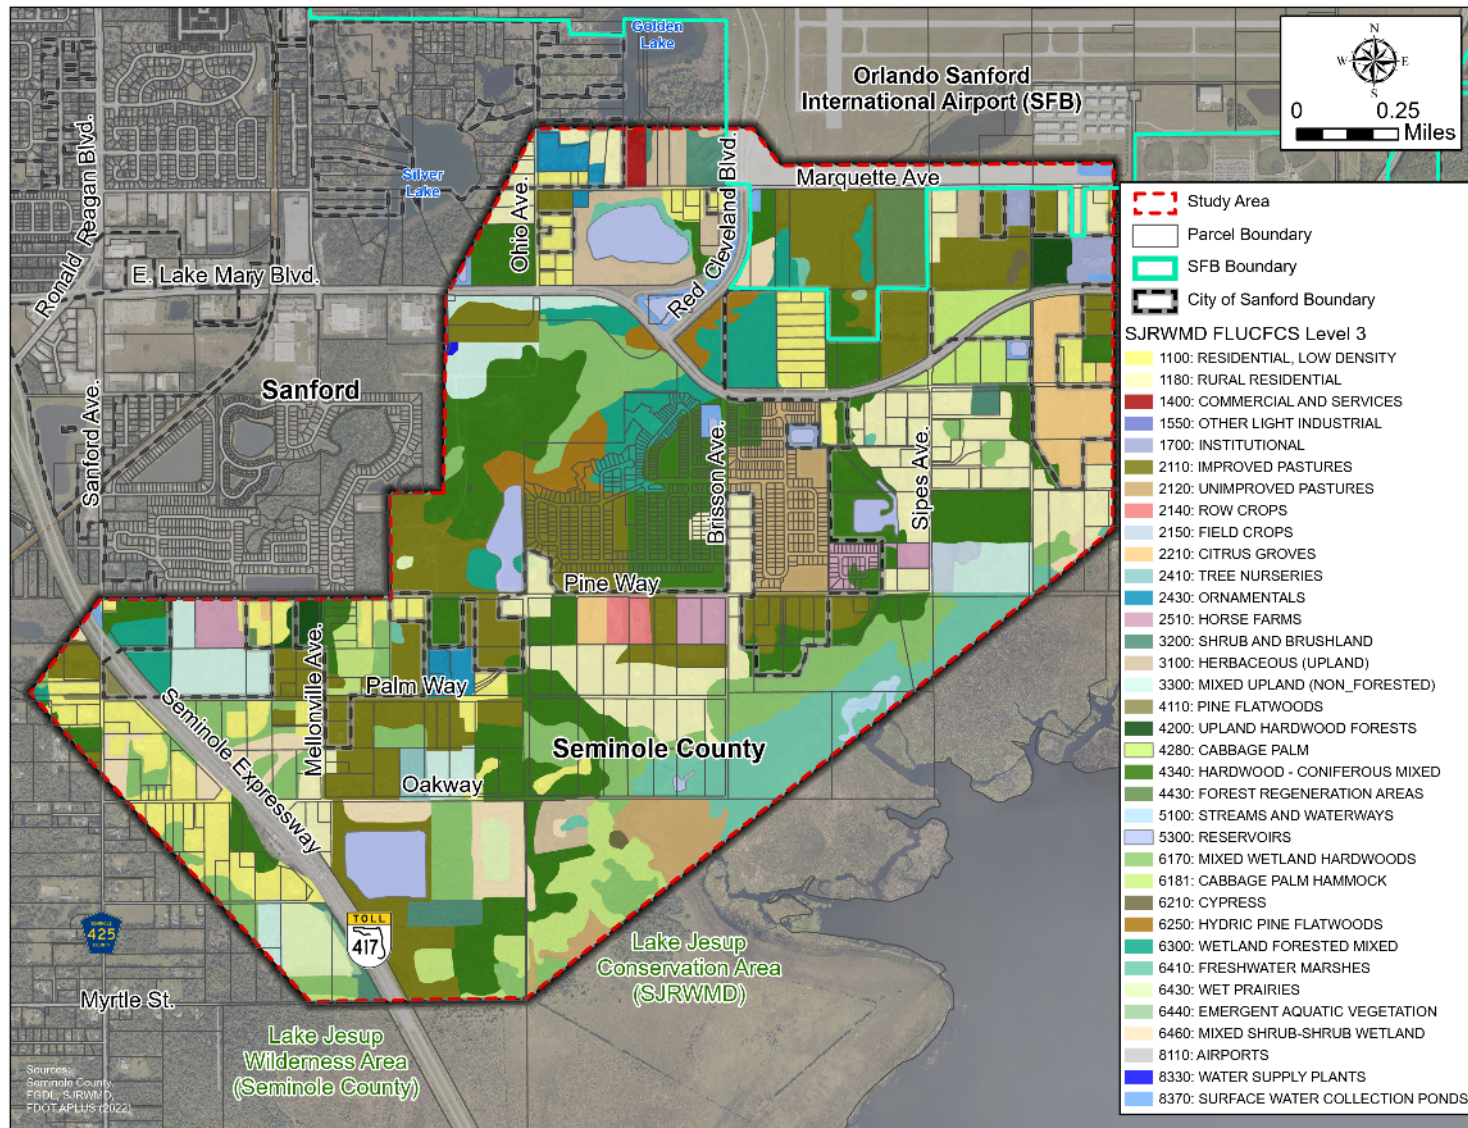 Golden
Lake
Orlando Sanford
International Airport (SFB)
N
W
E
S
0
0.25
Miles
Ronald Reagan Blvd.
Silver
Lake
Ohio Ave.
Red Cleveland Blvd.
Marquette Ave
E. Lake Mary Blvd.
Sanford Ave.
Sanford
Brisson Ave.
Sipes Ave.
Pine Way
Mellonville Ave.
Palm Way
Seminole Expressway
Seminole County
Oakway
TOLL
417
SEMINOLE
425
COUNTY
Myrtle St.
Lake Jesup
Conservation Area
(SJRWMD)
Lake Jesup
Wilderness Area
(Seminole County)
Sources:
Seminole County,
FGDL, SJRWMD,
FDOT APLUS (2022)
Study Area
Parcel Boundary
SFB Boundary
City of Sanford Boundary
SJRWMD FLUCFCS Level 3
1100: RESIDENTIAL, LOW DENSITY
1180: RURAL RESIDENTIAL
1400: COMMERCIAL AND SERVICES
1550: OTHER LIGHT INDUSTRIAL
1700: INSTITUTIONAL
2110: IMPROVED PASTURES
2120: UNIMPROVED PASTURES
2140: ROW CROPS
2150: FIELD CROPS
2210: CITRUS GROVES
2410: TREE NURSERIES
2430: ORNAMENTALS
2510: HORSE FARMS
3200: SHRUB AND BRUSHLAND
3100: HERBACEOUS (UPLAND)
3300: MIXED UPLAND (NON_FORESTED)
4110: PINE FLATWOODS
4200: UPLAND HARDWOOD FORESTS
4280: CABBAGE PALM
4340: HARDWOOD - CONIFEROUS MIXED
4430: FOREST REGENERATION AREAS
5100: STREAMS AND WATERWAYS
5300: RESERVOIRS
6170: MIXED WETLAND HARDWOODS
6181: CABBAGE PALM HAMMOCK
6210: CYPRESS
6250: HYDRIC PINE FLATWOODS
6300: WETLAND FORESTED MIXED
6410: FRESHWATER MARSHES
6430: WET PRAIRIES
6440: EMERGENT AQUATIC VEGETATION
6460: MIXED SHRUB-SHRUB WETLAND
8110: AIRPORTS
8330: WATER SUPPLY PLANTS
8370: SURFACE WATER COLLECTION PONDS